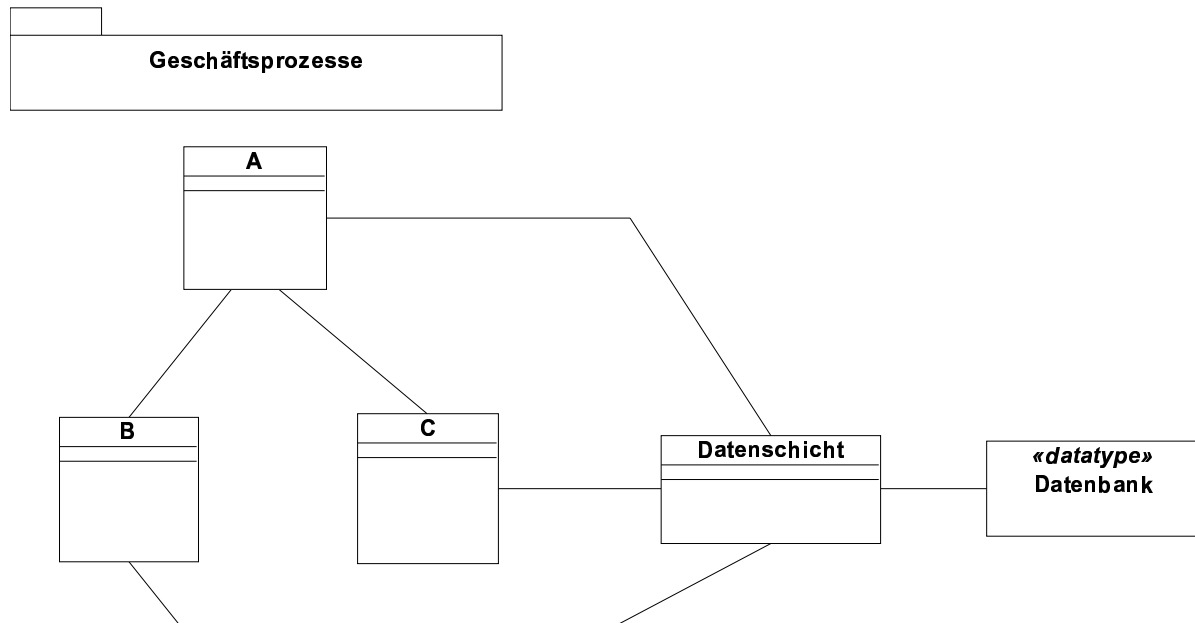 Geschäftsprozesse
A
B
C
Datenschicht
«datatype»
Datenbank